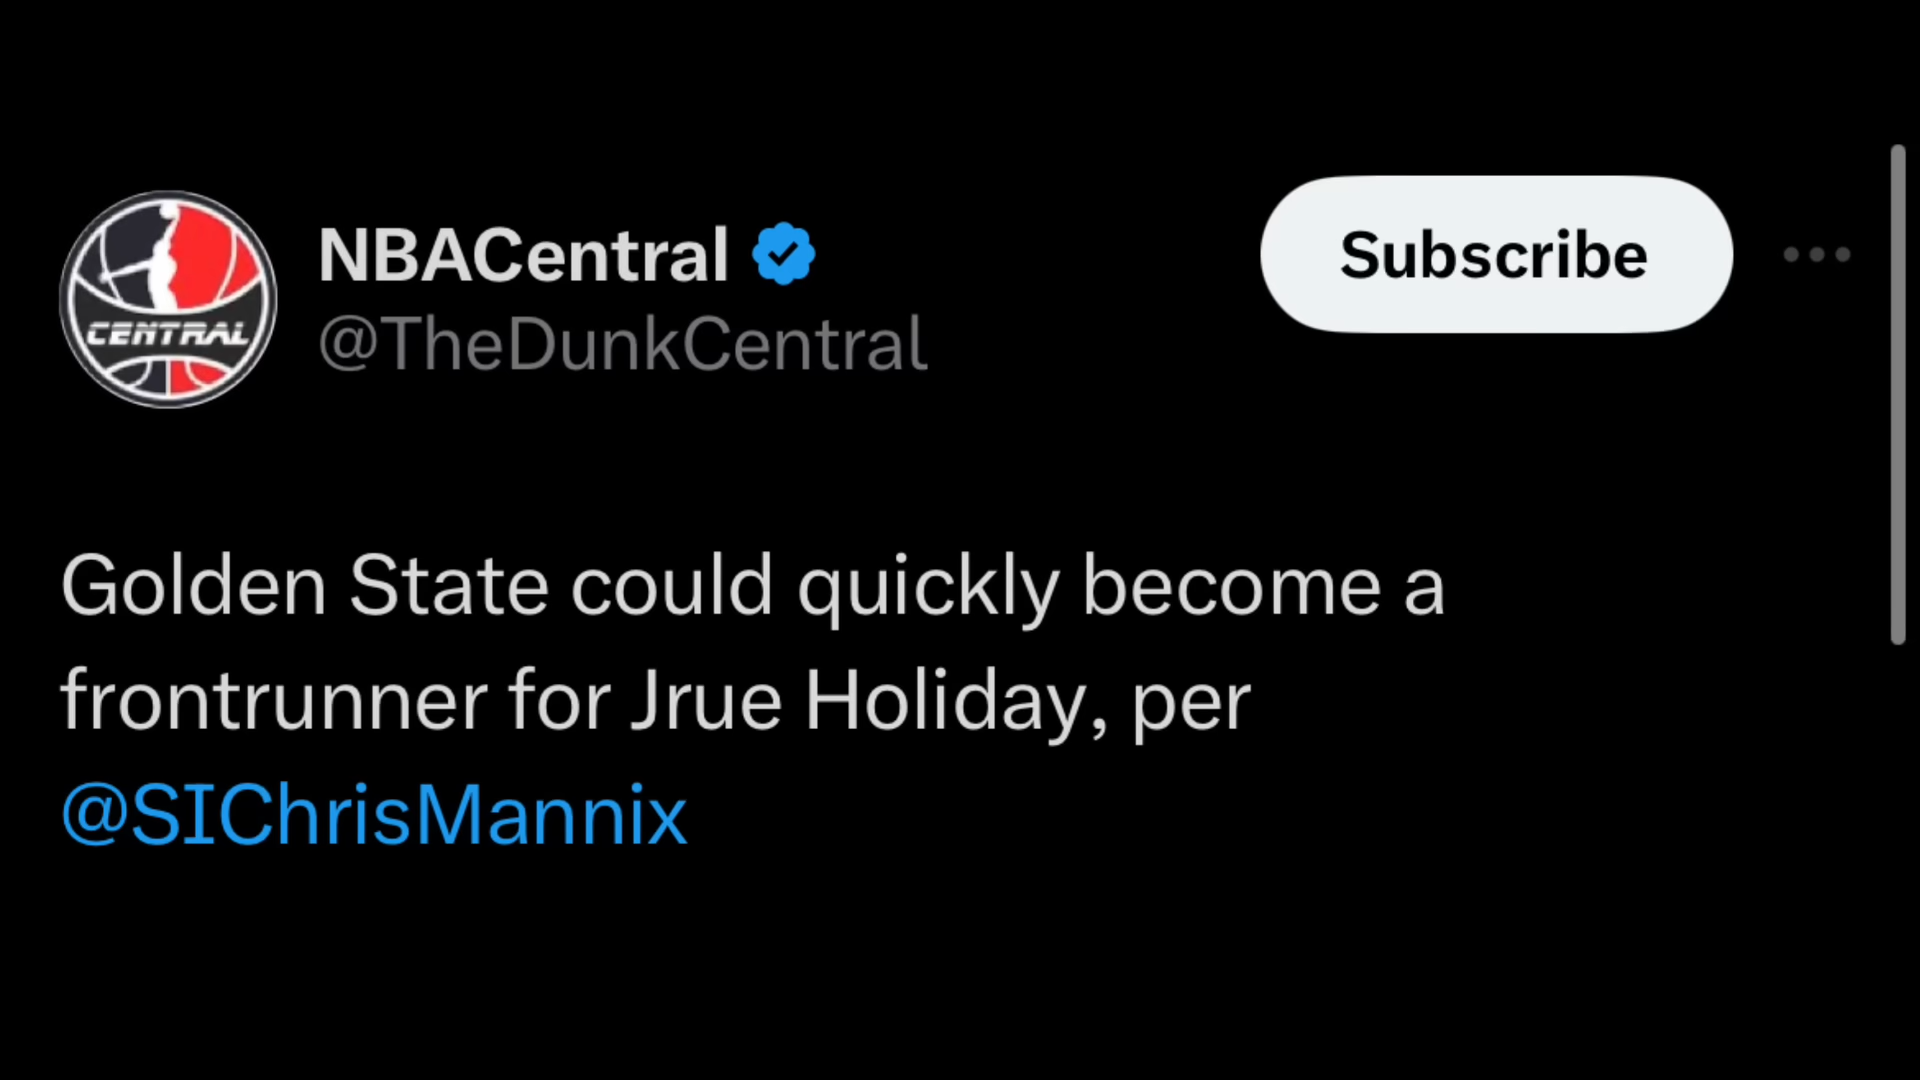 CENTRAL
NBACentral
@TheDunkCentral
Subscribe
Golden State could quickly become a
frontrunner for Jrue Holiday, per
@SIChrisMannix